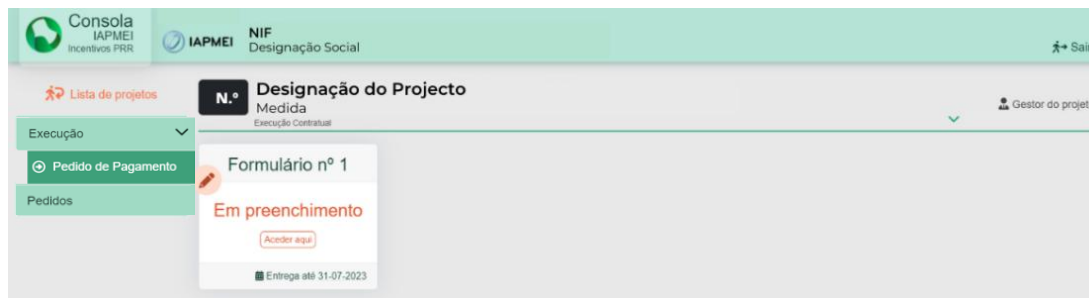 Consola
IAPMEI
Incentivos PRR
IAPMEI
NIF
Designação Social
Sair
Lista de projetos
N.º
Designação do Projecto
Medida
Execução Contratual
Gestor do projet
Execução
Pedido de Pagamento
Pedidos
Formulário nº 1
Em preenchimento
Aceder aqui
Entrega até 31-07-2023